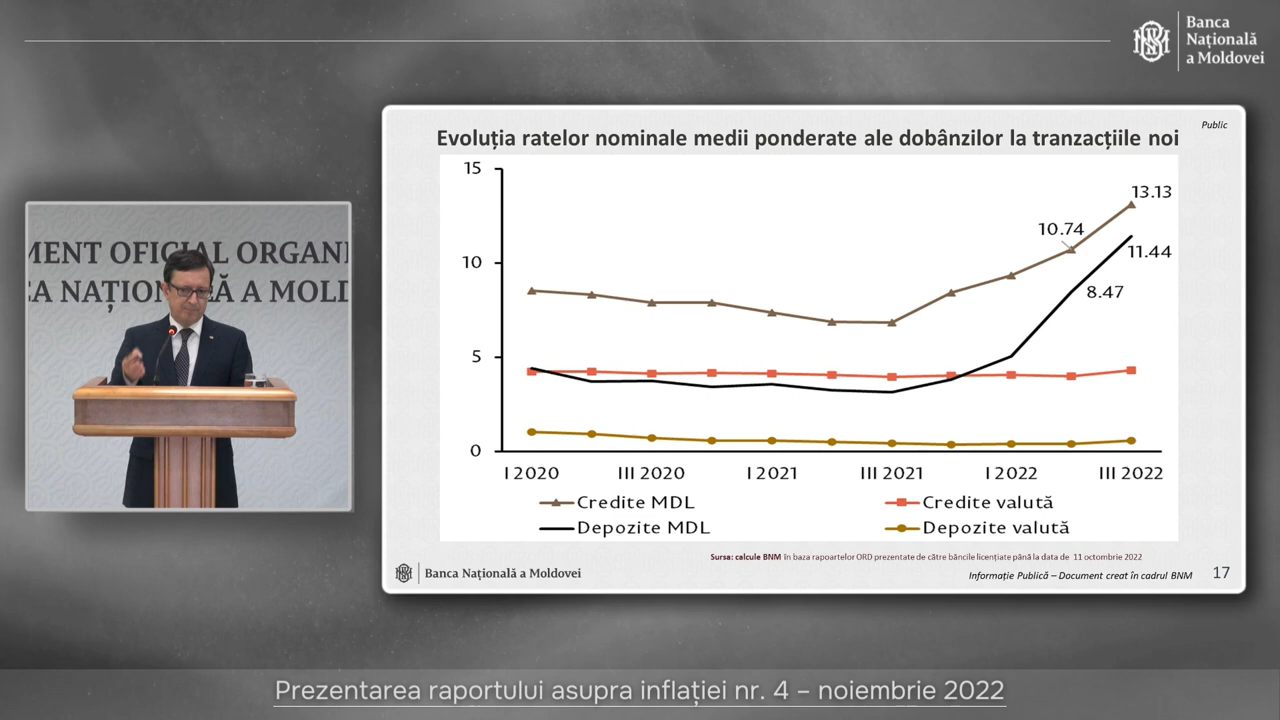 Banca
Națională
a Moldovei
Public
Evoluția ratelor nominale medii ponderate ale dobânzilor la tranzacțiile noi
15
10
5
0
13.13
10.74
11.44
8.47
I 2020
III 2020
I 2021
III 2021
I 2022
III 2022
Credite MDL
Credite valută
Depozite MDL
Depozite valută
Sursa: calcule BNM în baza rapoartelor ORD prezentate de către băncile licențiate până la data de 11 octombrie 2022
Banca Națională a Moldovei
Informație Publică – Document creat în cadrul BNM
17
MENT OFICIAL ORGANI
CA NAȚION Ă A MOLD
Prezentarea raportului asupra inflației nr. 4 – noiembrie 2022